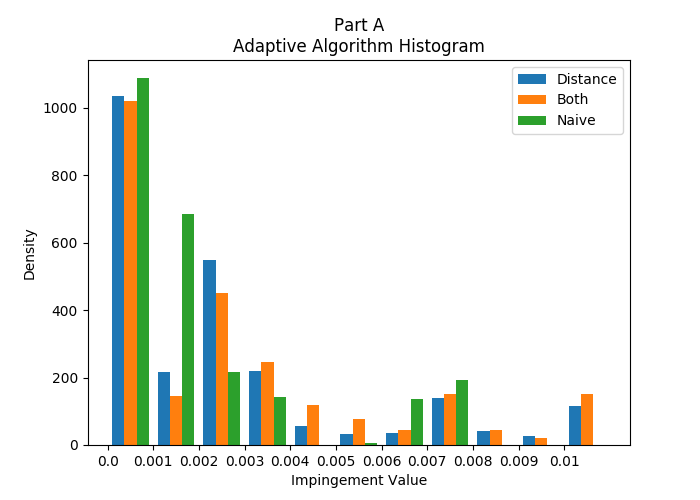 Part A
Adaptive Algorithm Histogram
Distance
Both
Naive
1000
800
600
400
200
0
Density
0.0 0.001 0.002 0.003 0.004 0.005 0.006 0.007 0.008 0.009 0.01
Impingement Value